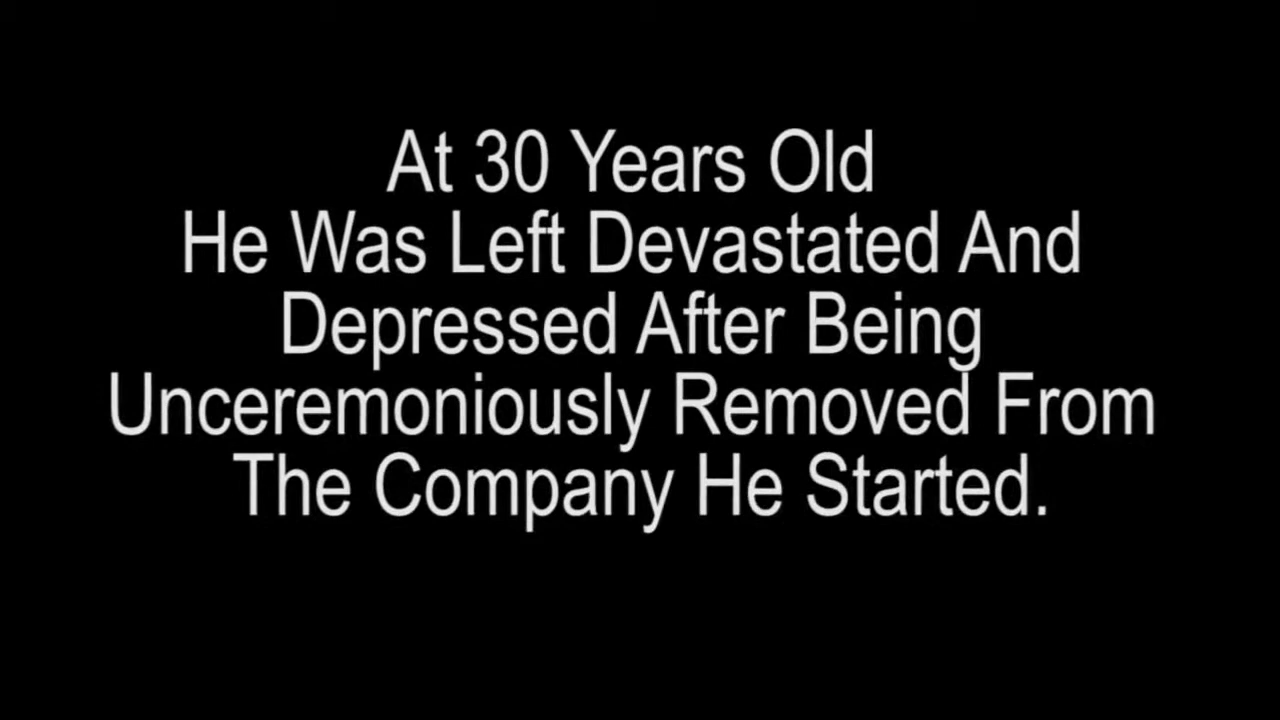 At 30 Years Old
He Was Left Devastated And
Depressed After Being
Unceremoniously Removed From
The Company He Started.